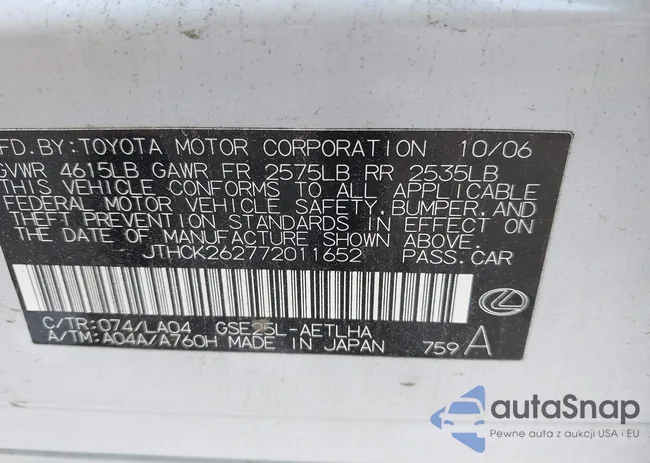 MFD. BY: TOYOTA MOTOR CORPORATION 10/06
GVWR 4615LB GAWR FR 2575LB RR 2535LB
THIS VEHICLE CONFORMS TO ALL APPLICABLE
FEDERAL MOTOR VEHICLE SAFETY, BUMPER, AND
THEFT PREVENTION STANDARDS IN EFFECT ON
THE DATE OF MANUFACTURE SHOWN ABOVE.
JTHCK262772011652 PASS. CAR
C/TR: 074/LA04 GSE25L-AETLHA
A/TM: A04A/A760H MADE IN JAPAN 759 A
autaSnap
Pewne auta z aukcji USA i EU